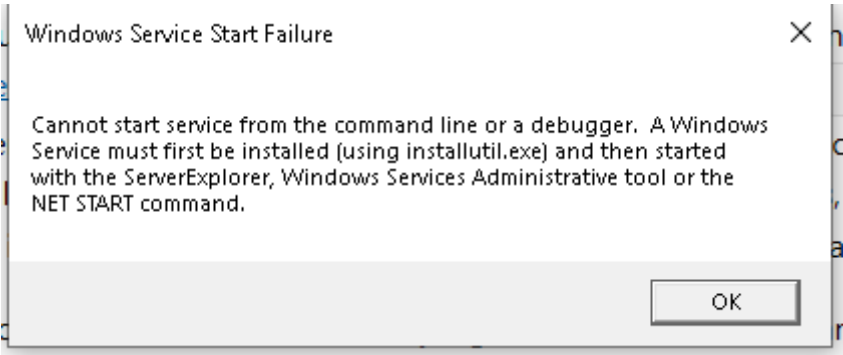 Windows Service Start Failure
Cannot start service from the command line or a debugger.  A Windows
Service must first be installed (using installutil.exe) and then started
with the ServerExplorer, Windows Services Administrative tool or the
NET START command.
OK